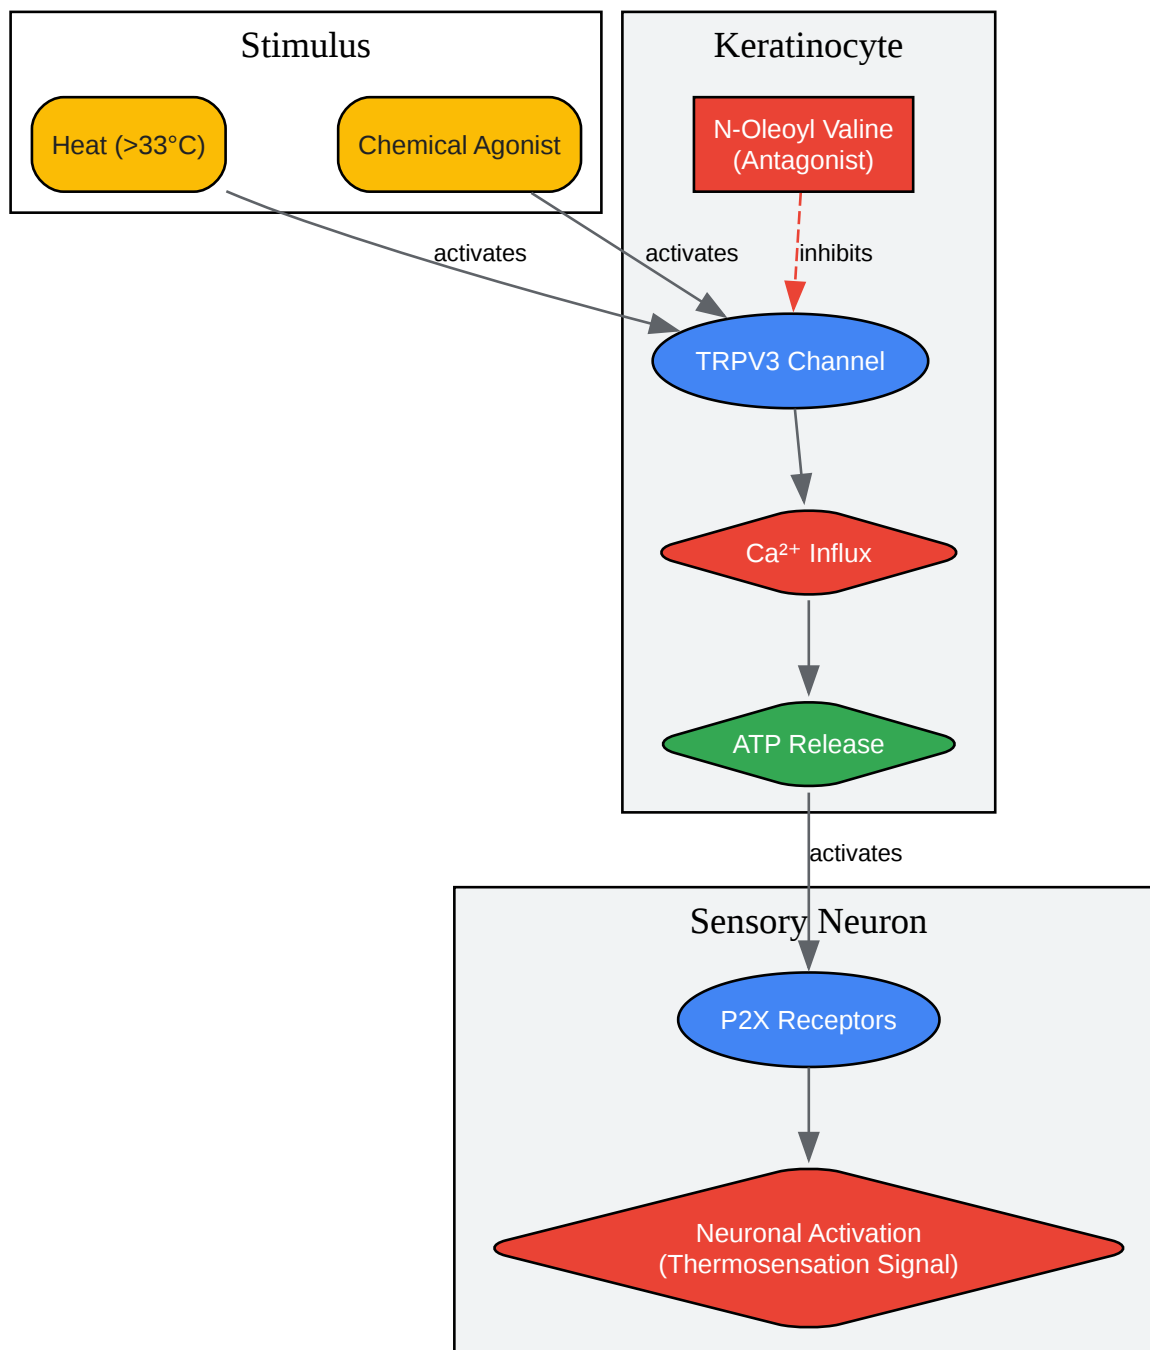 Stimulus
Keratinocyte
Heat (>33°C)
Chemical Agonist
N-Oleoyl Valine
(Antagonist)
activates
activates
inhibits
TRPV3 Channel
Ca²⁺ Influx
ATP Release
activates
Sensory Neuron
P2X Receptors
Neuronal Activation
(Thermosensation Signal)